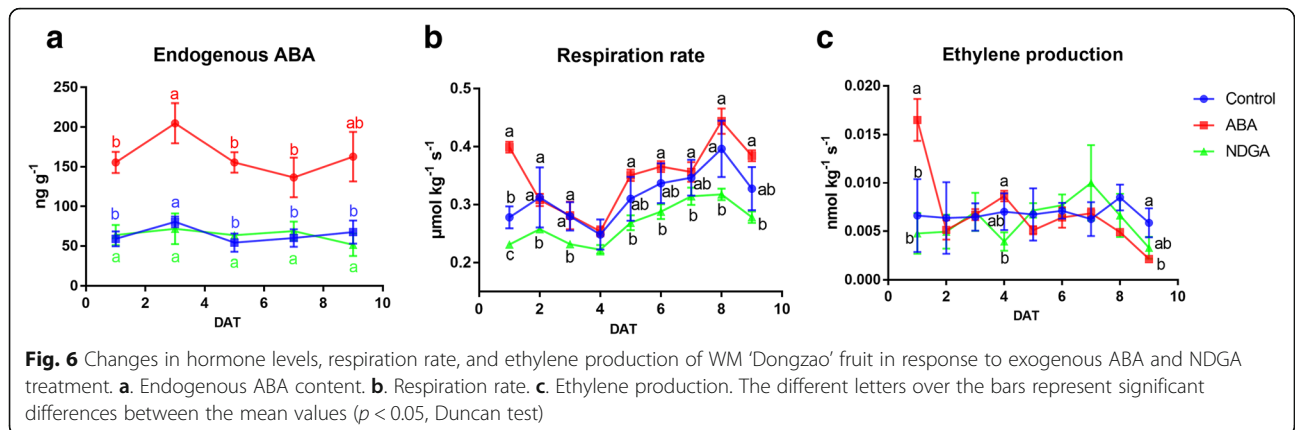 a
Endogenous ABA
ng g⁻¹
250
200
150
100
50
0
b a b b ab
b a b b b
a a a a a
0 2 4 6 8 10
DAT
b
Respiration rate
μmol kg⁻¹ s⁻¹
0.5
0.4
0.3
0.2
a a a a a a a a
b a a ab ab a a ab
c b b b b b b b
0 2 4 6 8 10
DAT
c
Ethylene production
nmol kg⁻¹ s⁻¹
0.020
0.015
0.010
0.005
0.000
a a a
b ab ab
b b b
0 2 4 6 8 10
DAT
Control
ABA
NDGA
Fig. 6 Changes in hormone levels, respiration rate, and ethylene production of WM ‘Dongzao’ fruit in response to exogenous ABA and NDGA
treatment. a. Endogenous ABA content. b. Respiration rate. c. Ethylene production. The different letters over the bars represent significant
differences between the mean values (p < 0.05, Duncan test)